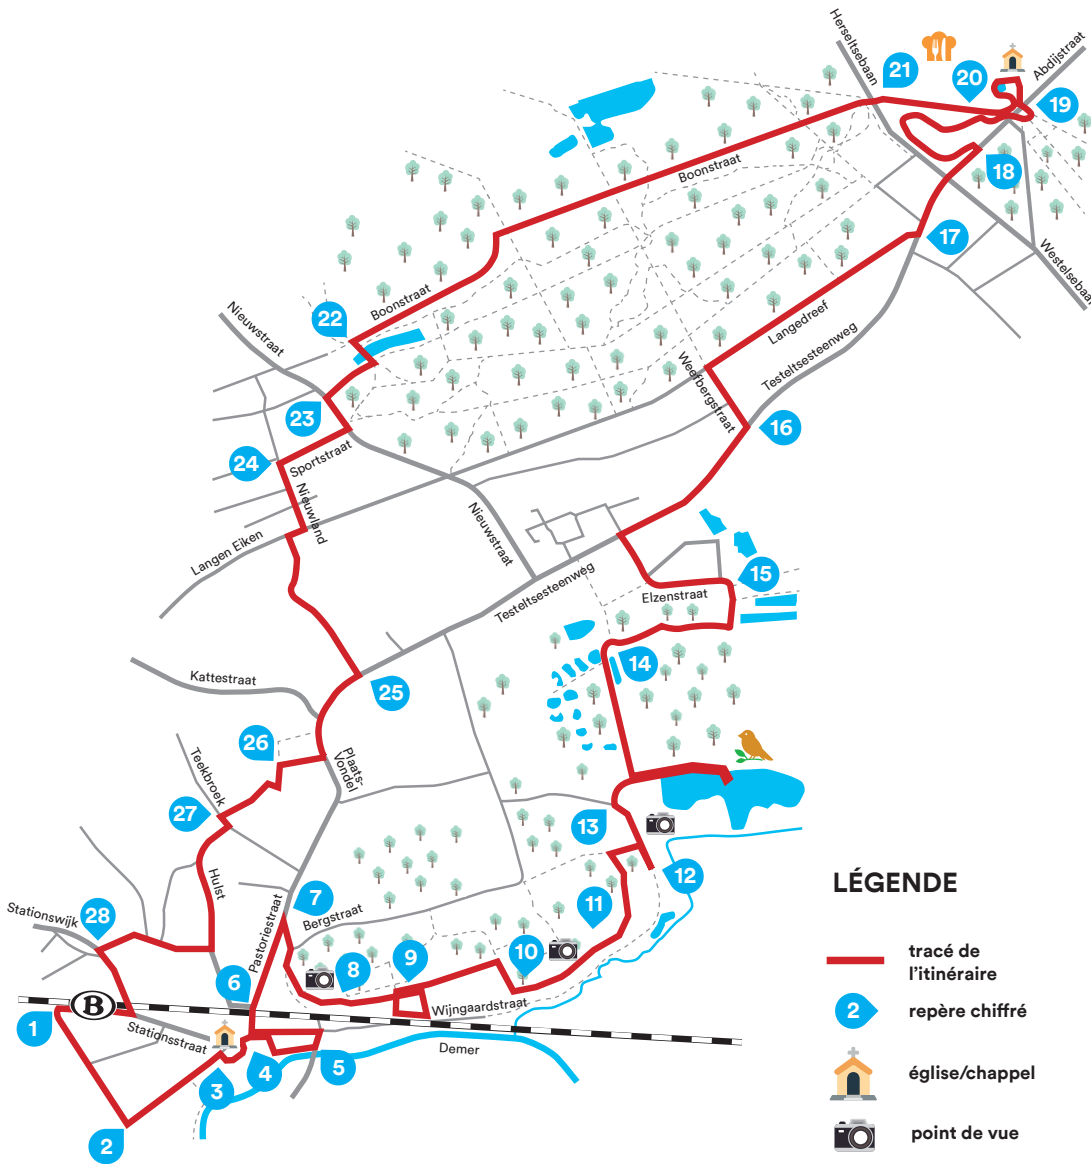 Herseltsebaan
21
20
Abdijstraat
19
18
17
Westelsebaan
Boonstraat
Boonstraat
22
Nieuwstraat
23
24
Sportstraat
Nieuwland
Langen Eiken
Nieuwstraat
Langedreef
Weerbergstraat
Testeltsesteenweg
16
Testeltsesteenweg
15
Elzenstraat
14
25
Kattestraat
26
Plaats-
Vondel
Teekbroek
27
Hulst
13
12
11
10
9
8
7
Bergstraat
Pastoriestraat
6
Stationswijk
28
B
1
Stationsstraat
Wijngaardstraat
Demer
5
4
3
2
LÉGENDE
tracé de
l'itinéraire
2
repère chiffré
église/chappel
point de vue